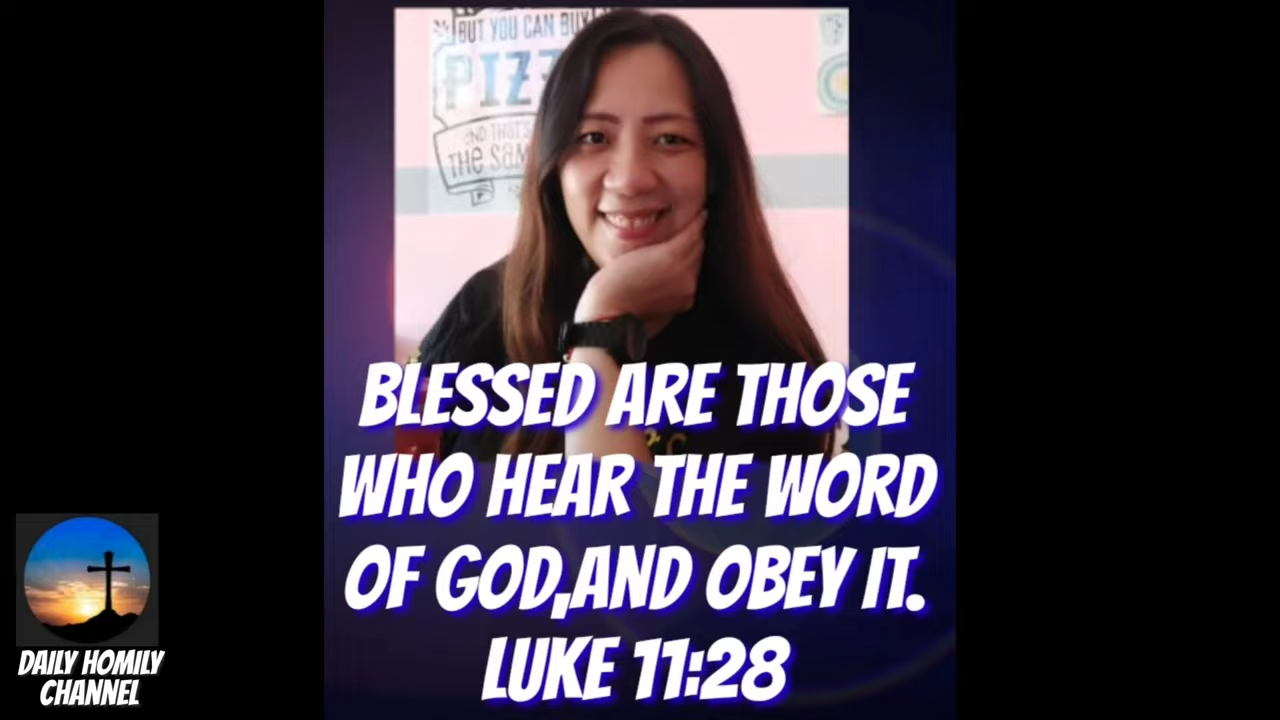 BUT YOU CAN BUY
PIZZ
AND THAT'S
THE SAM
BLESSED ARE THOSE
WHO HEAR THE WORD
OF GOD,AND OBEY IT.
LUKE 11:28
DAILY HOMILY
CHANNEL